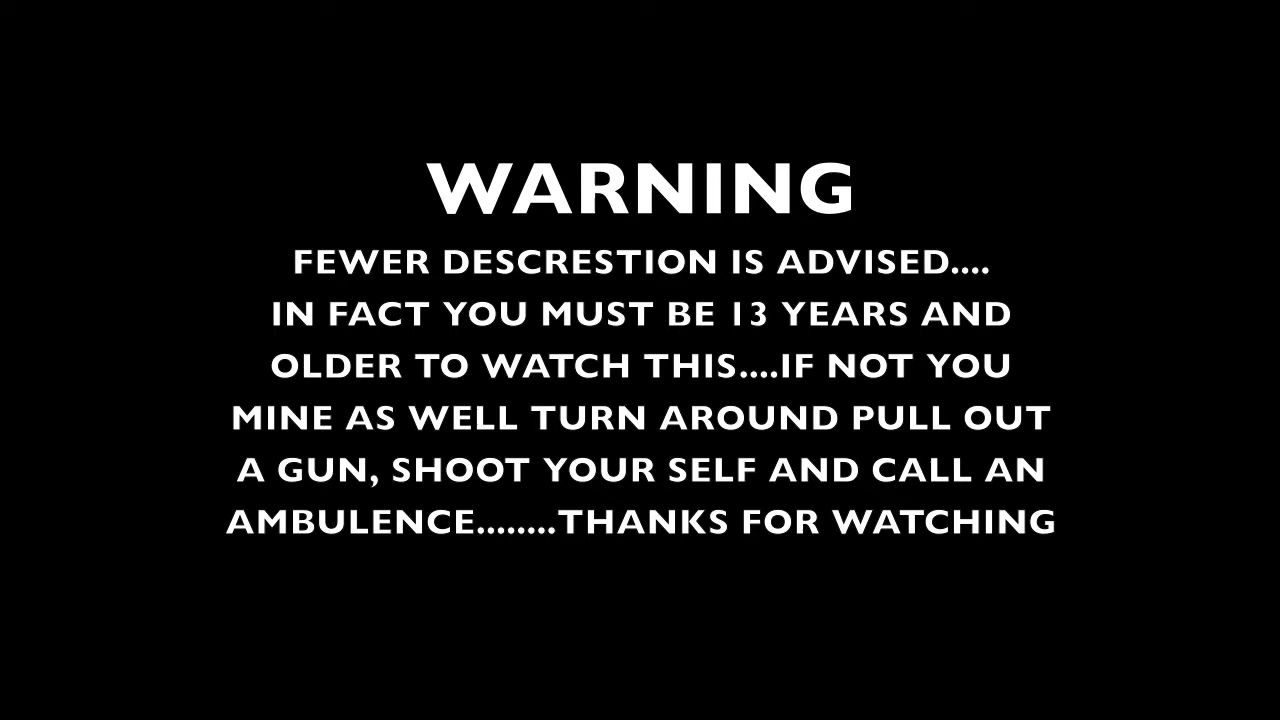 WARNING
FEWER DESCRESTION IS ADVISED....
IN FACT YOU MUST BE 13 YEARS AND
OLDER TO WATCH THIS....IF NOT YOU
MINE AS WELL TURN AROUND PULL OUT
A GUN, SHOOT YOUR SELF AND CALL AN
AMBULENCE........THANKS FOR WATCHING